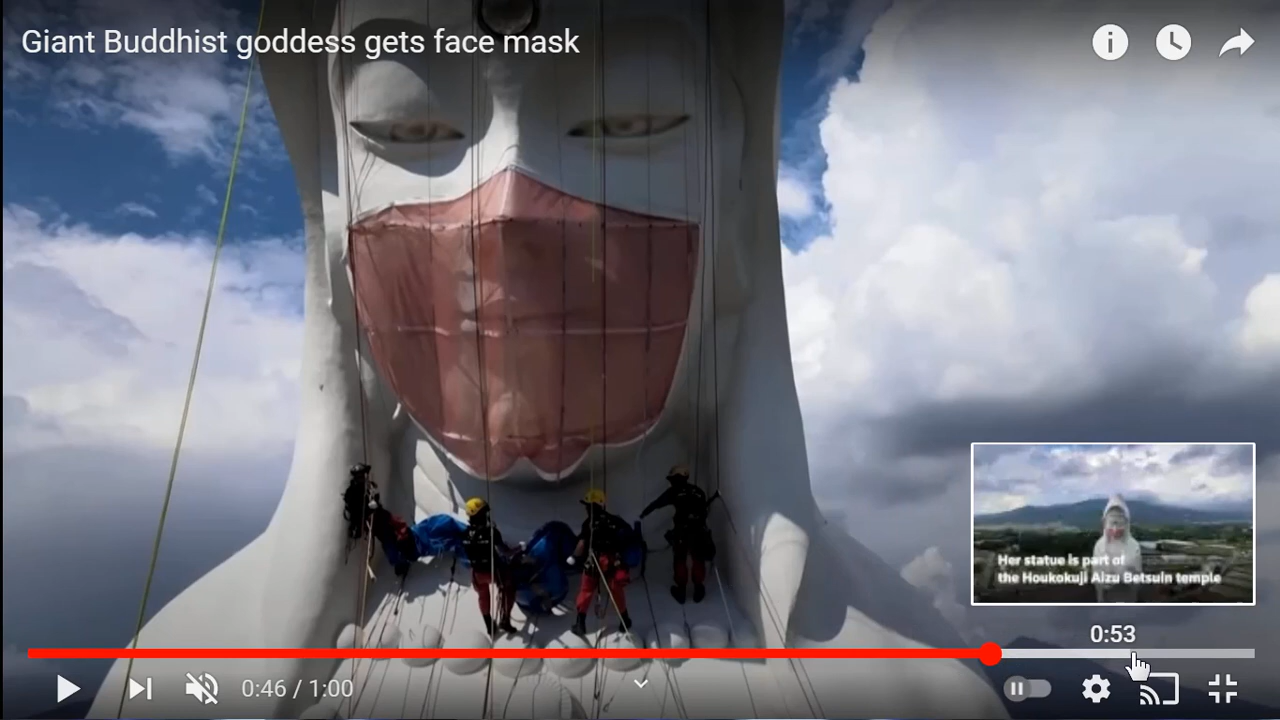 Giant Buddhist goddess gets face mask
Her statue is part of
the Houkokuji Aizu Betsuin temple
0:53
0:46 / 1:00